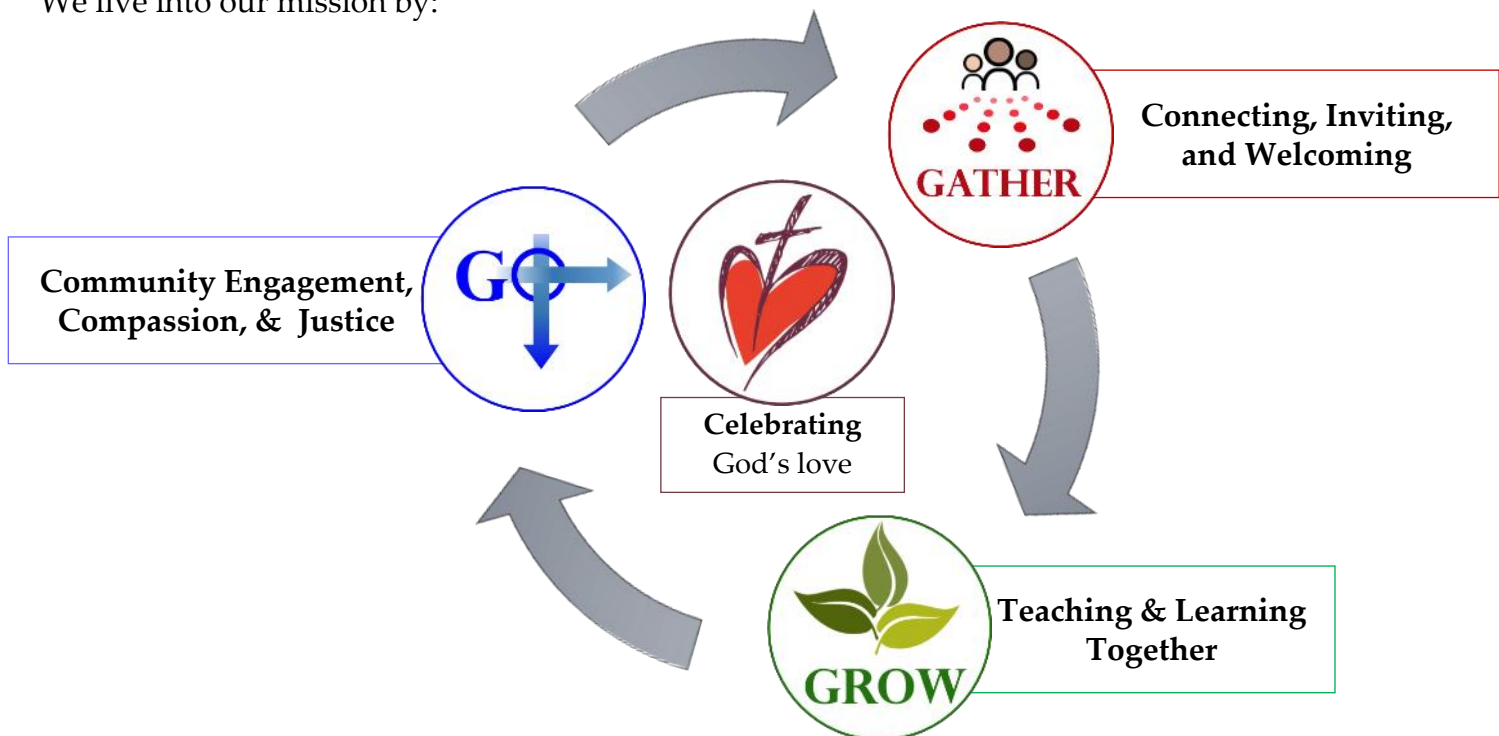 We live into our mission by:
GATHER
Connecting, Inviting,
and Welcoming
GO
Community Engagement,
Compassion, & Justice
Celebrating
God's love
GROW
Teaching & Learning
Together